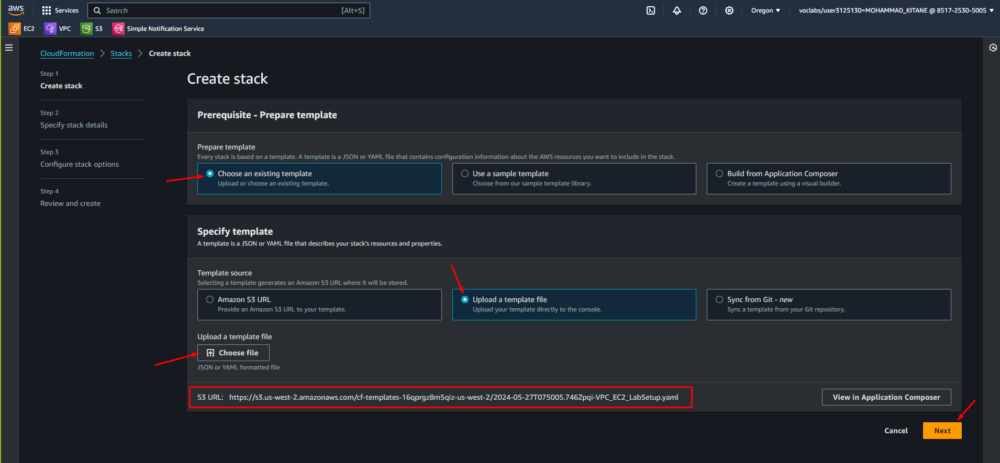 aws
Services
Search
[Alt+S]
Oregon ▼
voclabs/user3125130=MOHAMMAD_KITANE @ 8517-2530-5005 ▼
EC2
VPC
S3
Simple Notification Service
CloudFormation > Stacks > Create stack
Step 1
Create stack
Step 2
Specify stack details
Step 3
Configure stack options
Step 4
Review and create
Create stack
Prerequisite - Prepare template
Prepare template
Every stack is based on a template. A template is a JSON or YAML file that contains configuration information about the AWS resources you want to include in the stack.
Choose an existing template
Upload or choose an existing template.
Use a sample template
Choose from our sample template library.
Build from Application Composer
Create a template using a visual builder.
Specify template
A template is a JSON or YAML file that describes your stack's resources and properties.
Template source
Selecting a template generates an Amazon S3 URL where it will be stored.
Amazon S3 URL
Provide an Amazon S3 URL to your template.
Upload a template file
Upload your template directly to the console.
Sync from Git - new
Sync a template from your Git repository.
Upload a template file
Choose file
JSON or YAML formatted file
S3 URL: https://s3.us-west-2.amazonaws.com/cf-templates-16qprgz8m5qiz-us-west-2/2024-05-27T075005.746Zpqi-VPC_EC2_LabSetup.yaml
View in Application Composer
Cancel
Next